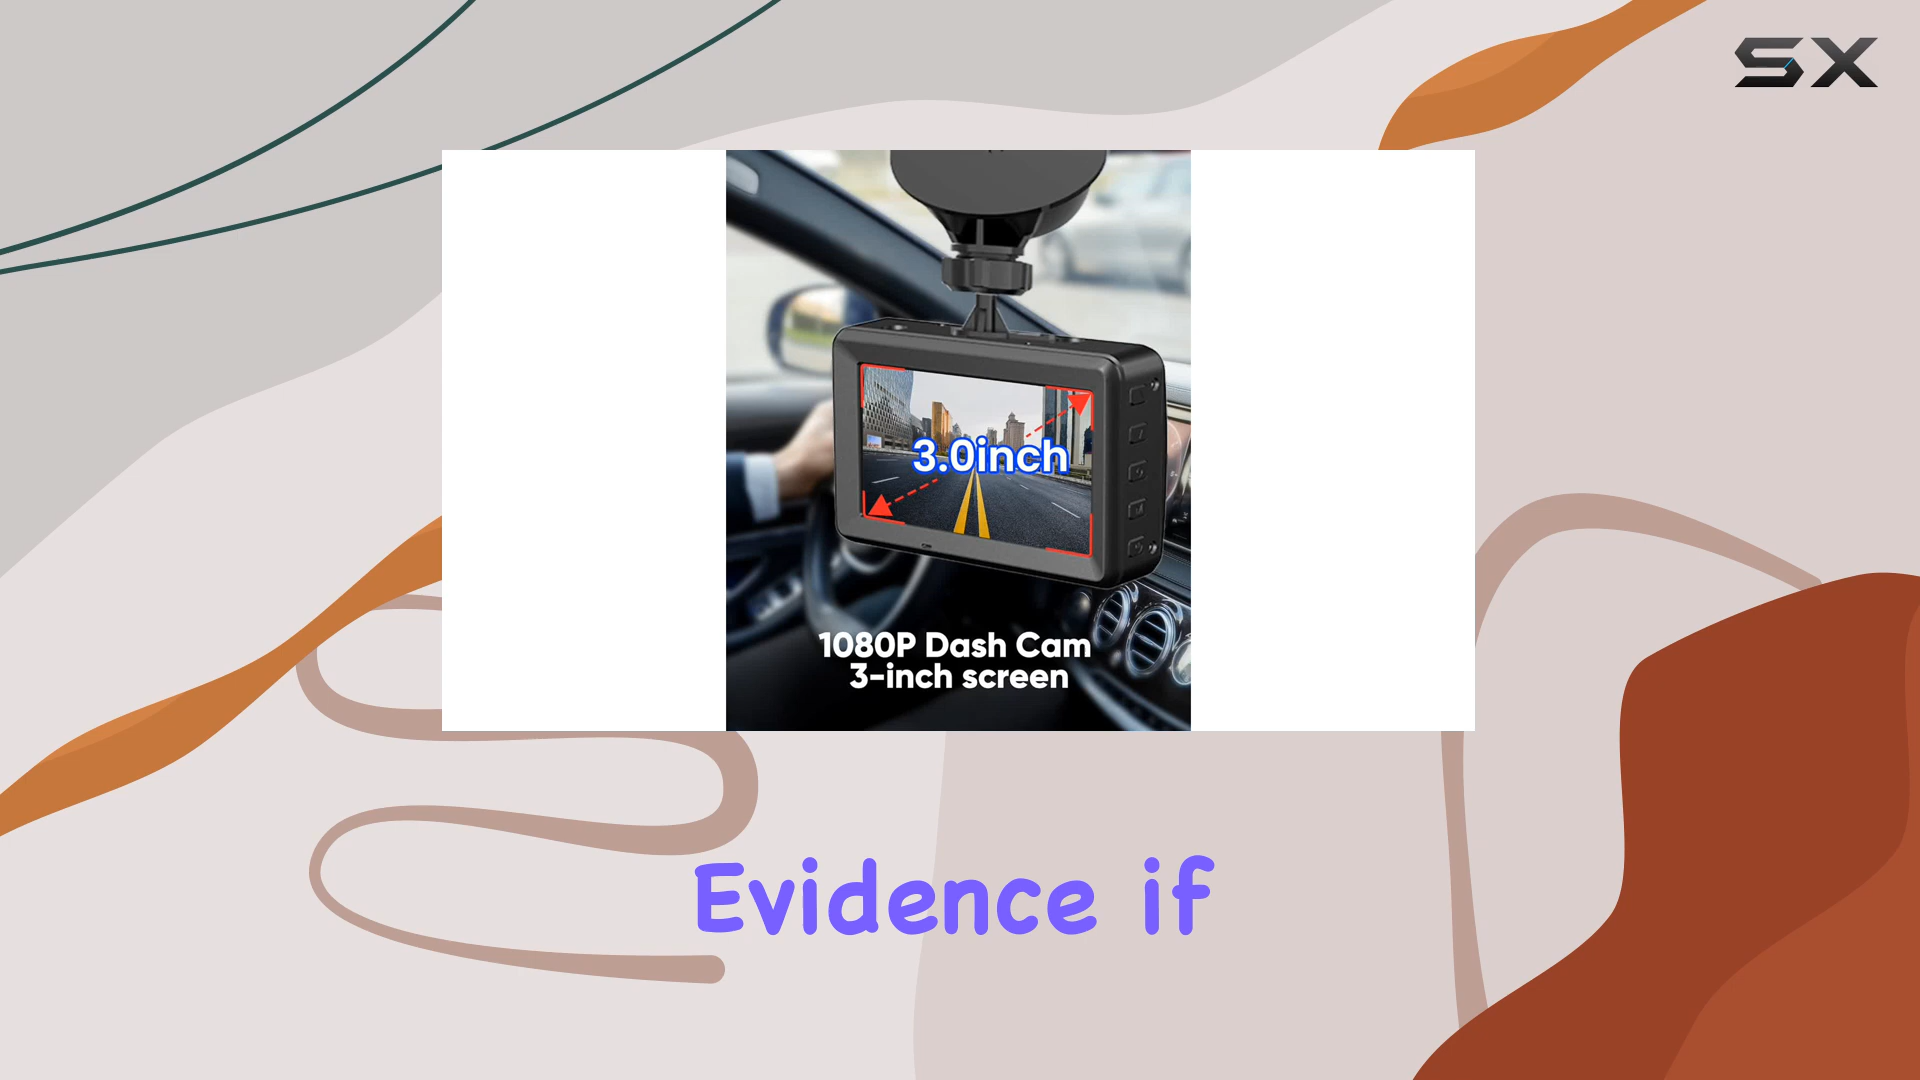 SX
3.0inch
1080P Dash Cam
3-inch screen
Evidence if